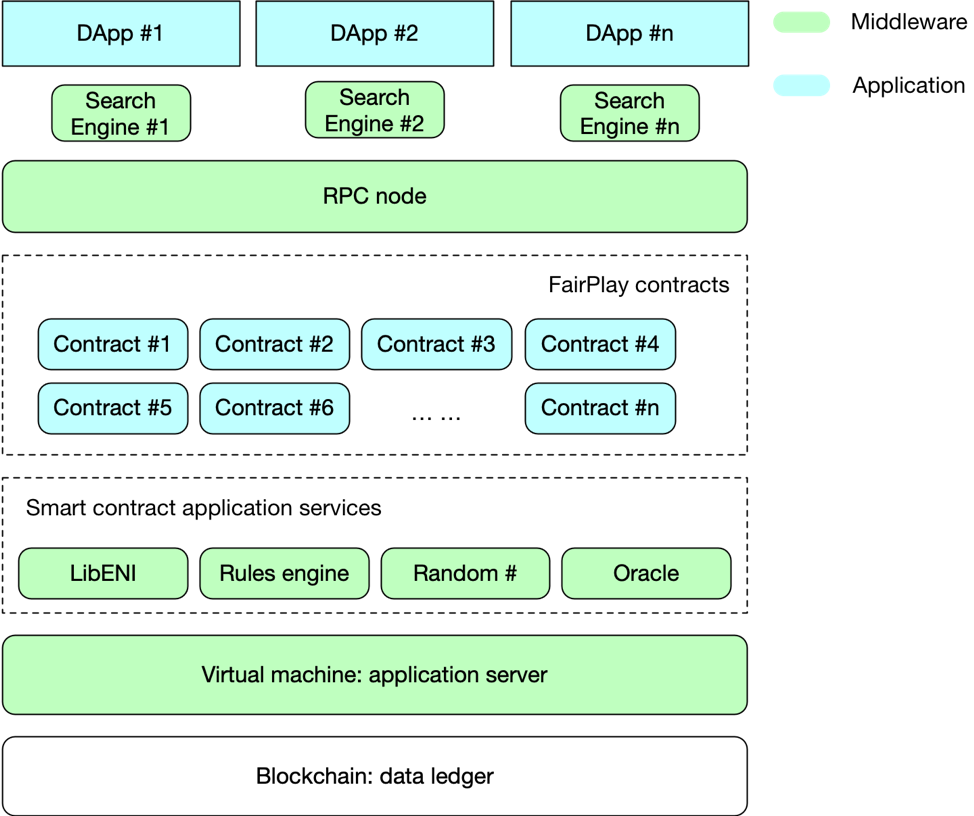 DApp #1
DApp #2
DApp #n
Middleware
Application
Search
Engine #1
Search
Engine #2
Search
Engine #n
RPC node
FairPlay contracts
Contract #1
Contract #2
Contract #3
Contract #4
Contract #5
Contract #6
... ...
Contract #n
Smart contract application services
LibENI
Rules engine
Random #
Oracle
Virtual machine: application server
Blockchain: data ledger